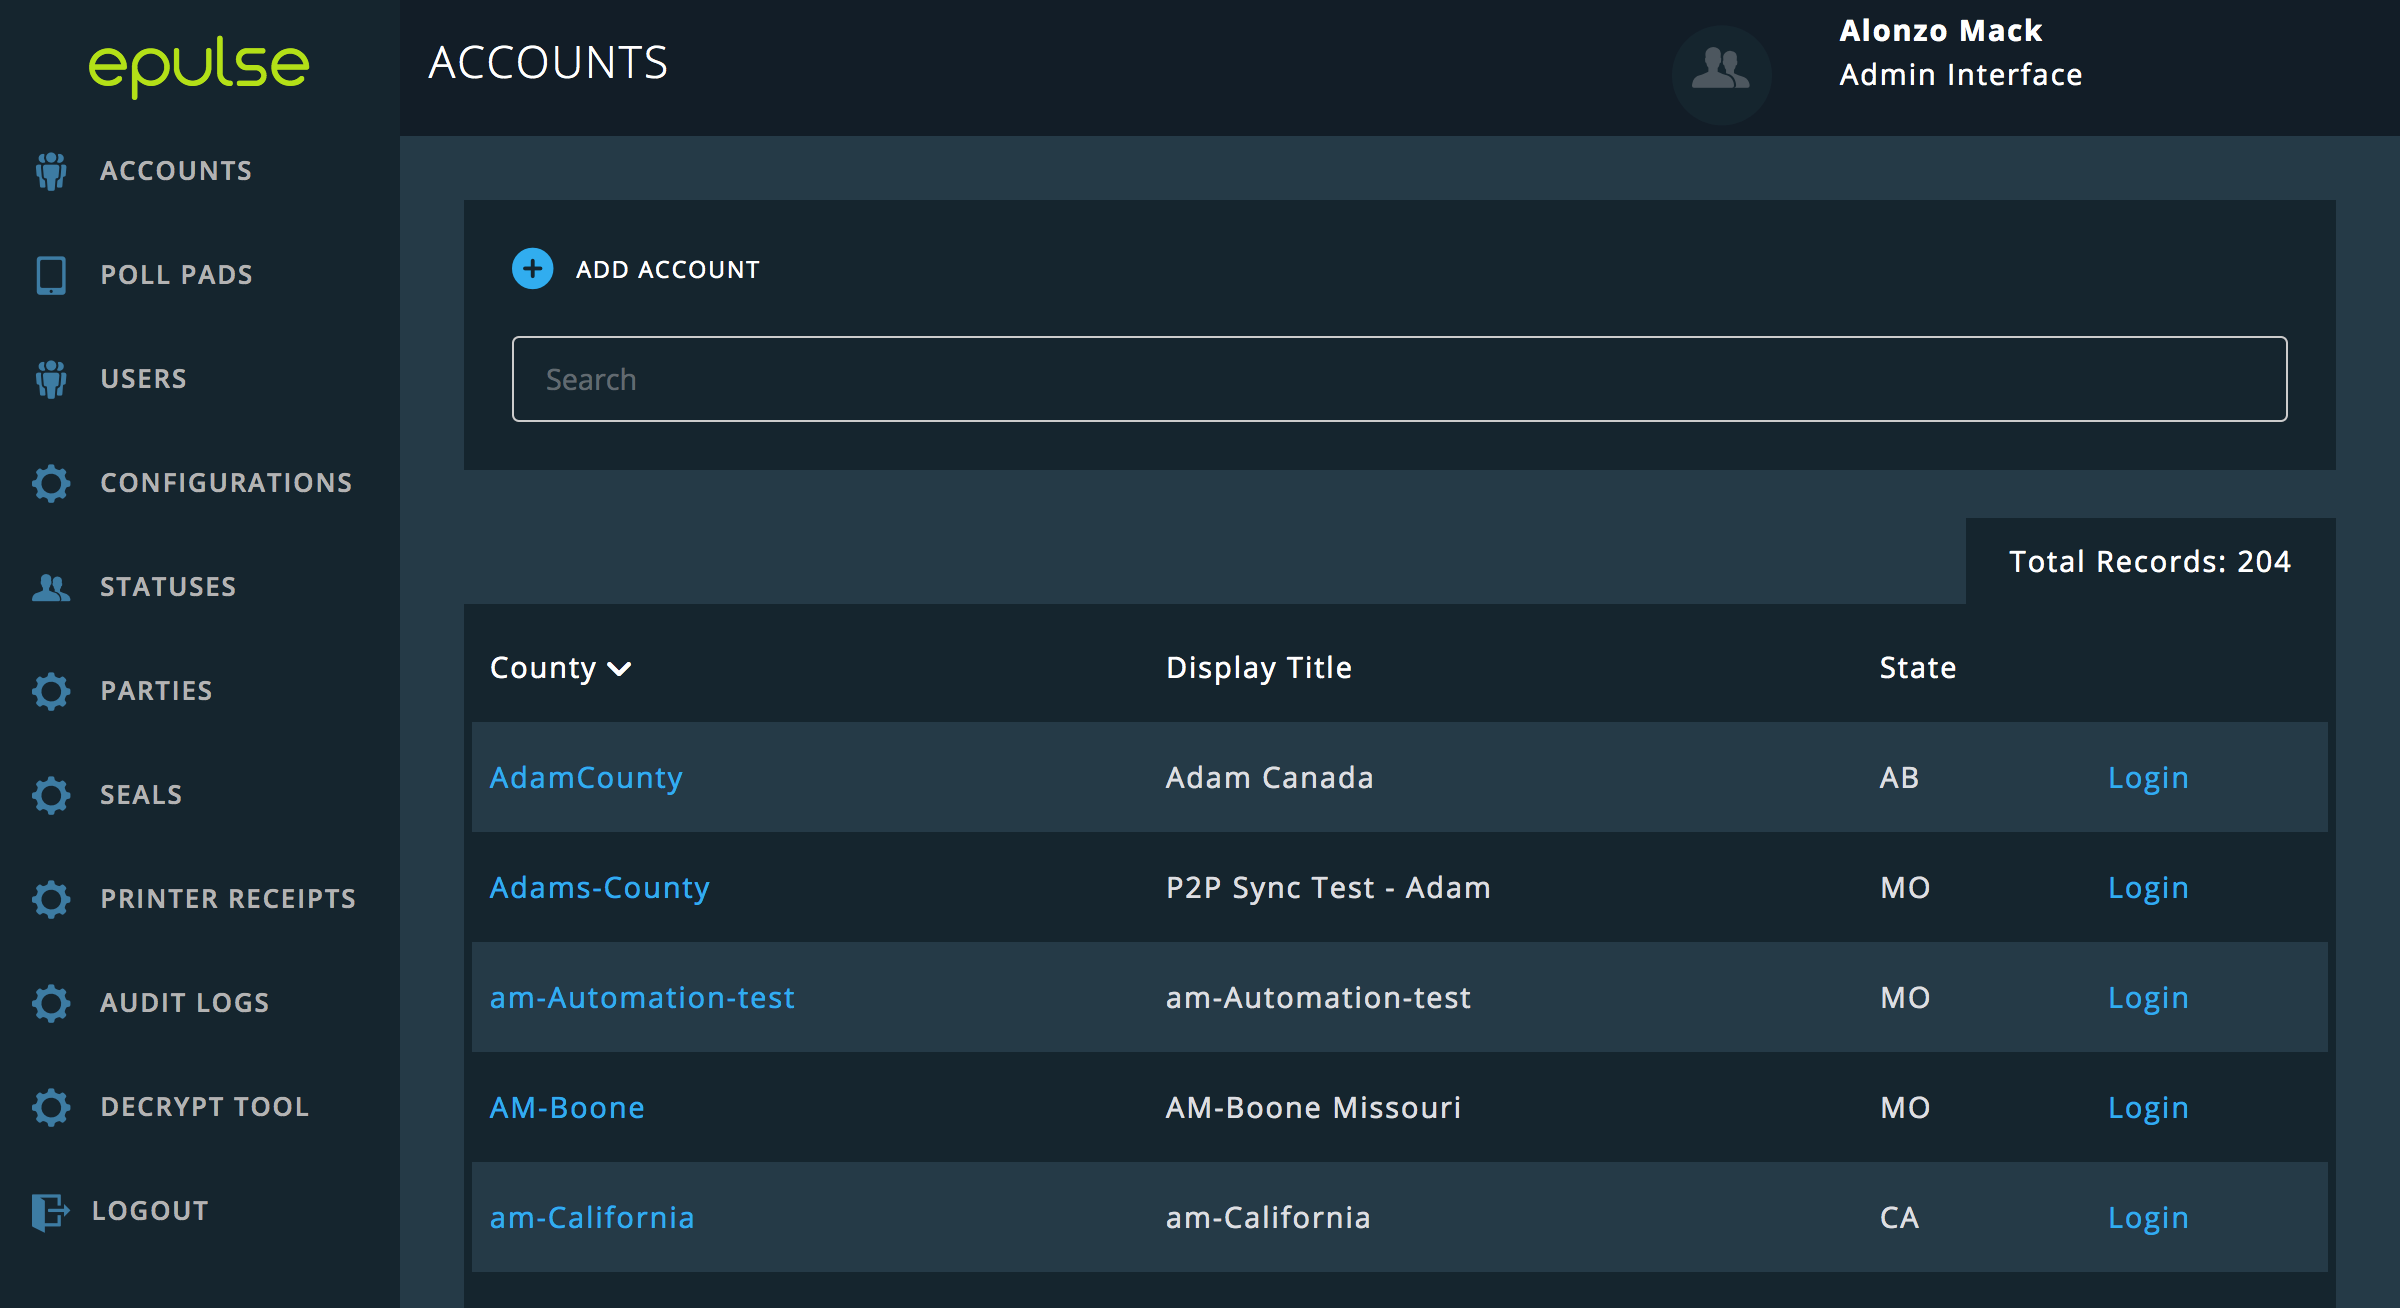 epulse
ACCOUNTS
POLL PADS
USERS
CONFIGURATIONS
STATUSES
PARTIES
SEALS
PRINTER RECEIPTS
AUDIT LOGS
DECRYPT TOOL
LOGOUT
ACCOUNTS
Alonzo Mack
Admin Interface
ADD ACCOUNT
Search
Total Records: 204
County Display Title State
AdamCounty Adam Canada AB Login
Adams-County P2P Sync Test - Adam MO Login
am-Automation-test am-Automation-test MO Login
AM-Boone AM-Boone Missouri MO Login
am-California am-California CA Login